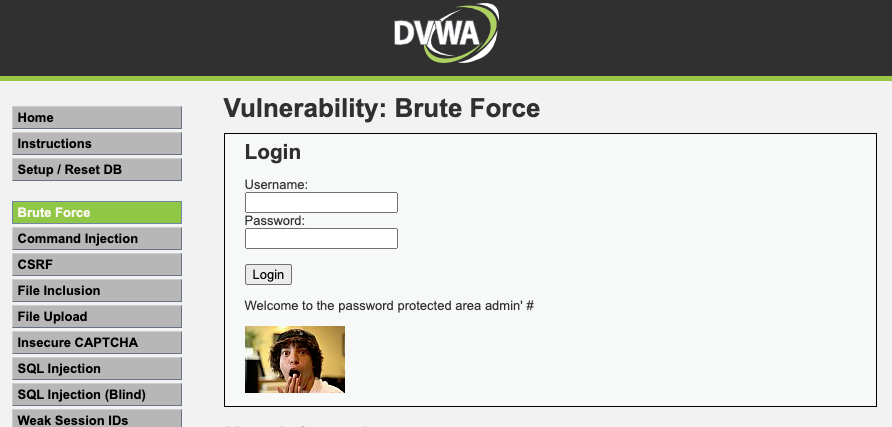 DVWA
Vulnerability: Brute Force
Home
Instructions
Setup / Reset DB
Brute Force
Command Injection
CSRF
File Inclusion
File Upload
Insecure CAPTCHA
SQL Injection
SQL Injection (Blind)
Weak Session IDs
Login
Username:
Password:
Login
Welcome to the password protected area admin' #